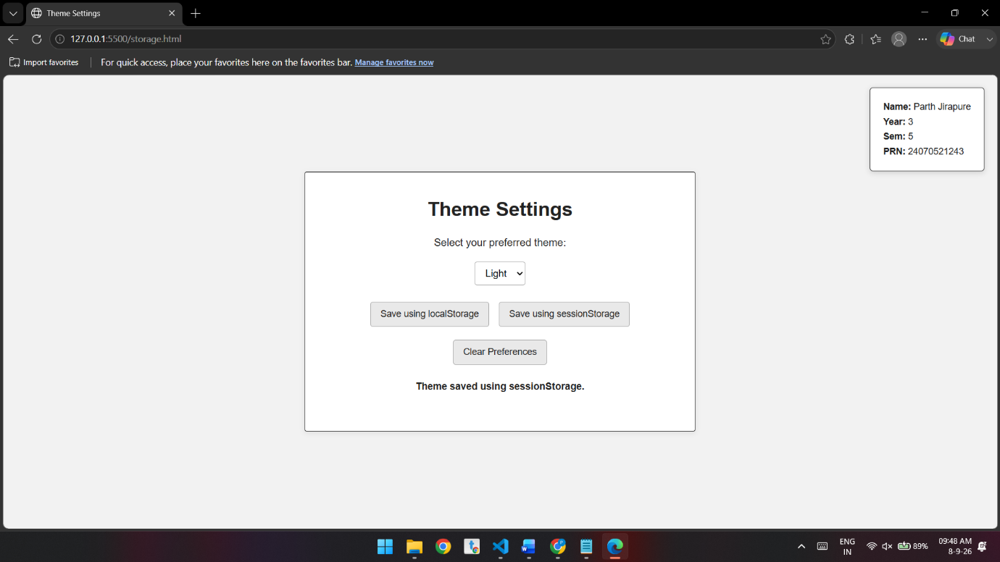 Theme Settings
127.0.0.1:5500/storage.html
Chat
Import favorites
For quick access, place your favorites here on the favorites bar. Manage favorites now
Name: Parth Jirapure
Year: 3
Sem: 5
PRN: 24070521243
Theme Settings
Select your preferred theme:
Light
Save using localStorage
Save using sessionStorage
Clear Preferences
Theme saved using sessionStorage.
ENG
IN
89%
09:48 AM
8-9-26